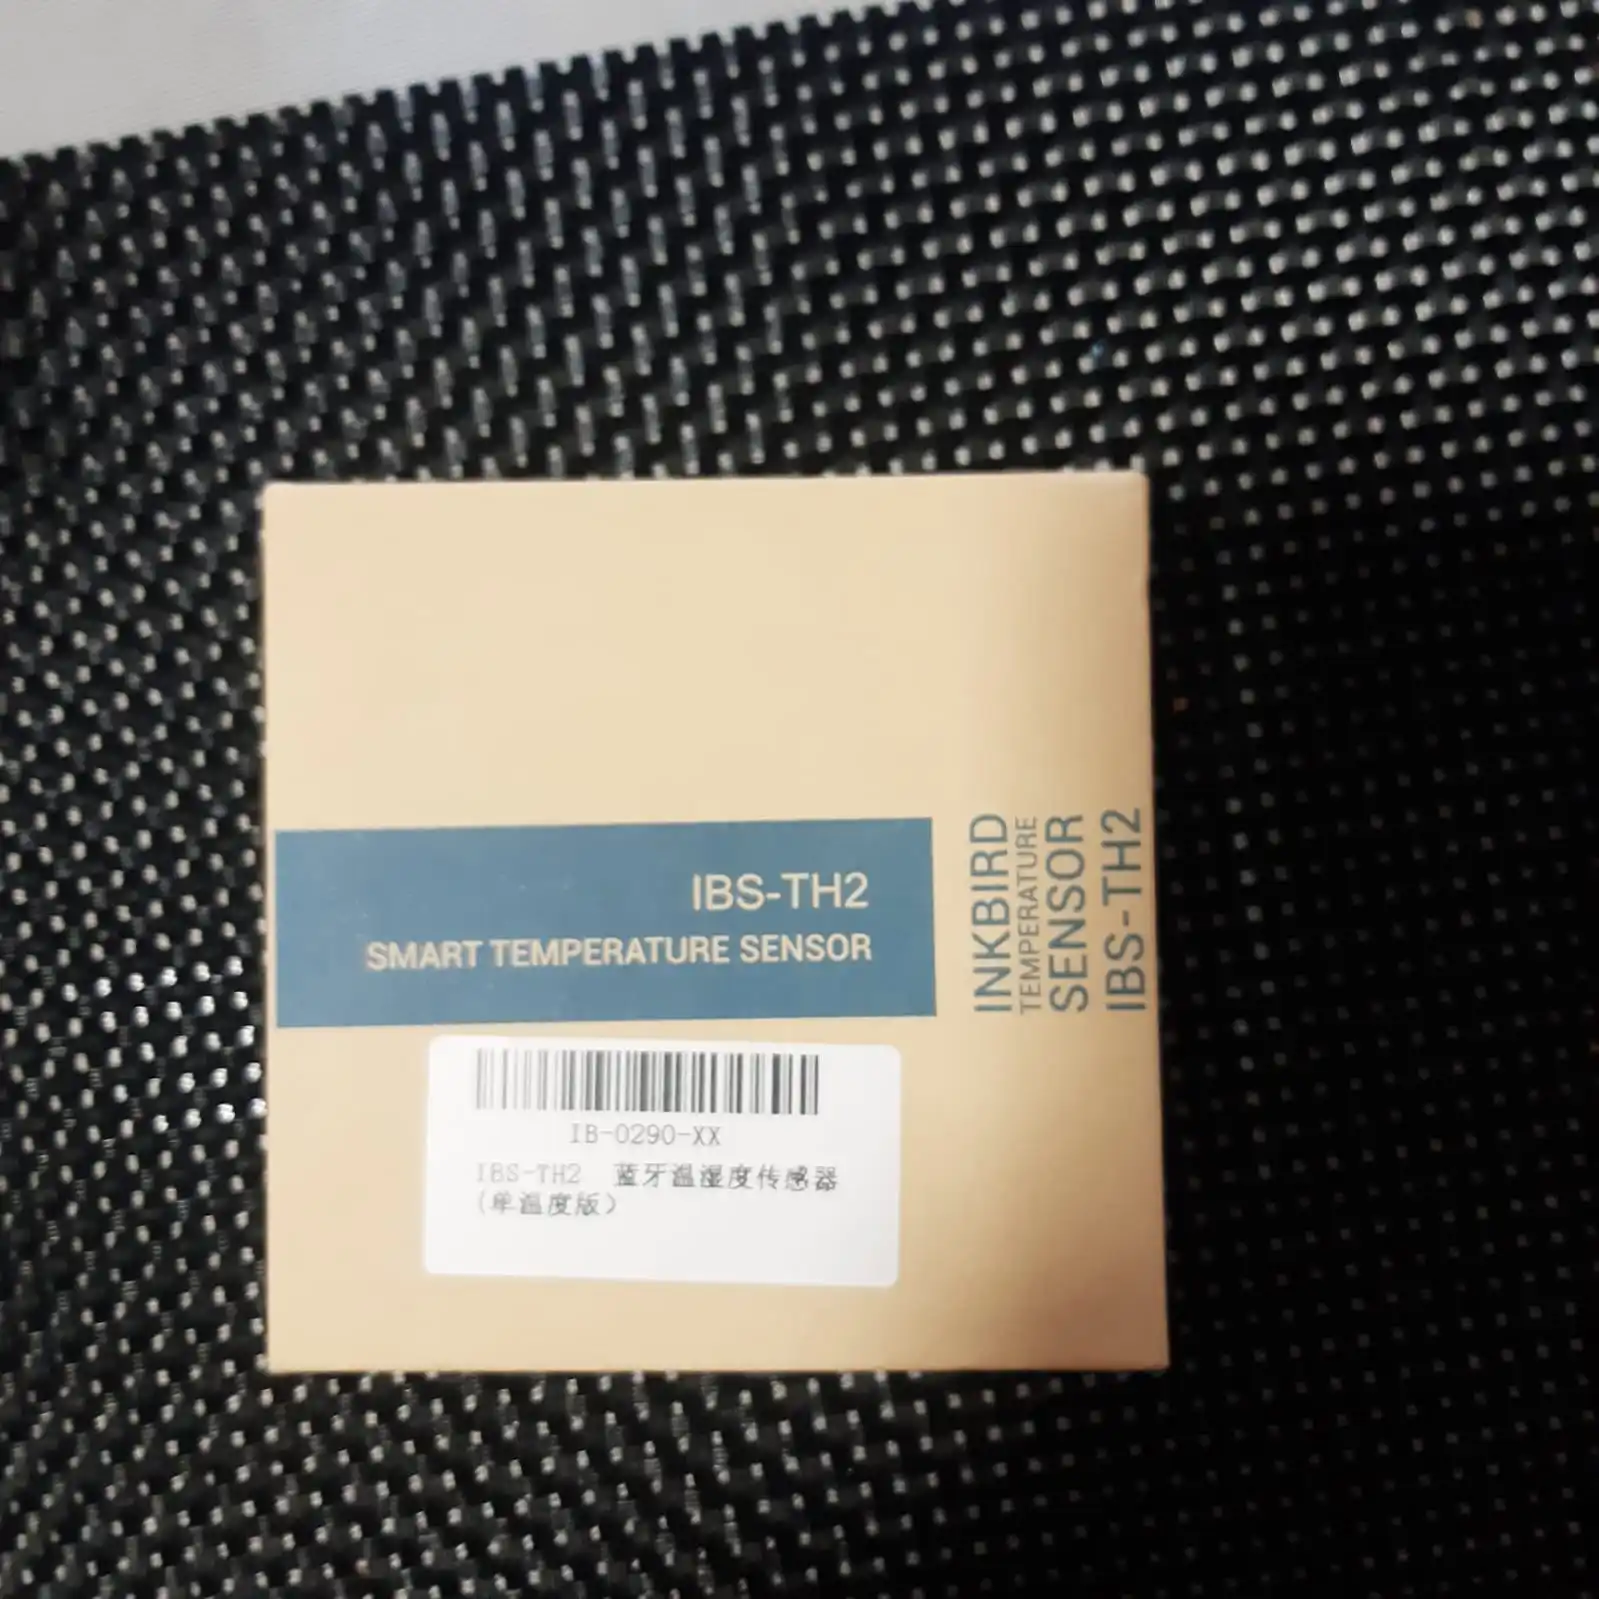 IBS-TH2
SMART TEMPERATURE SENSOR
INKBIRD
TEMPERATURE
SENSOR
IBS-TH2
IB-0290-XX
IBS-TH2 蓝牙温湿度传感器
(单温度版)